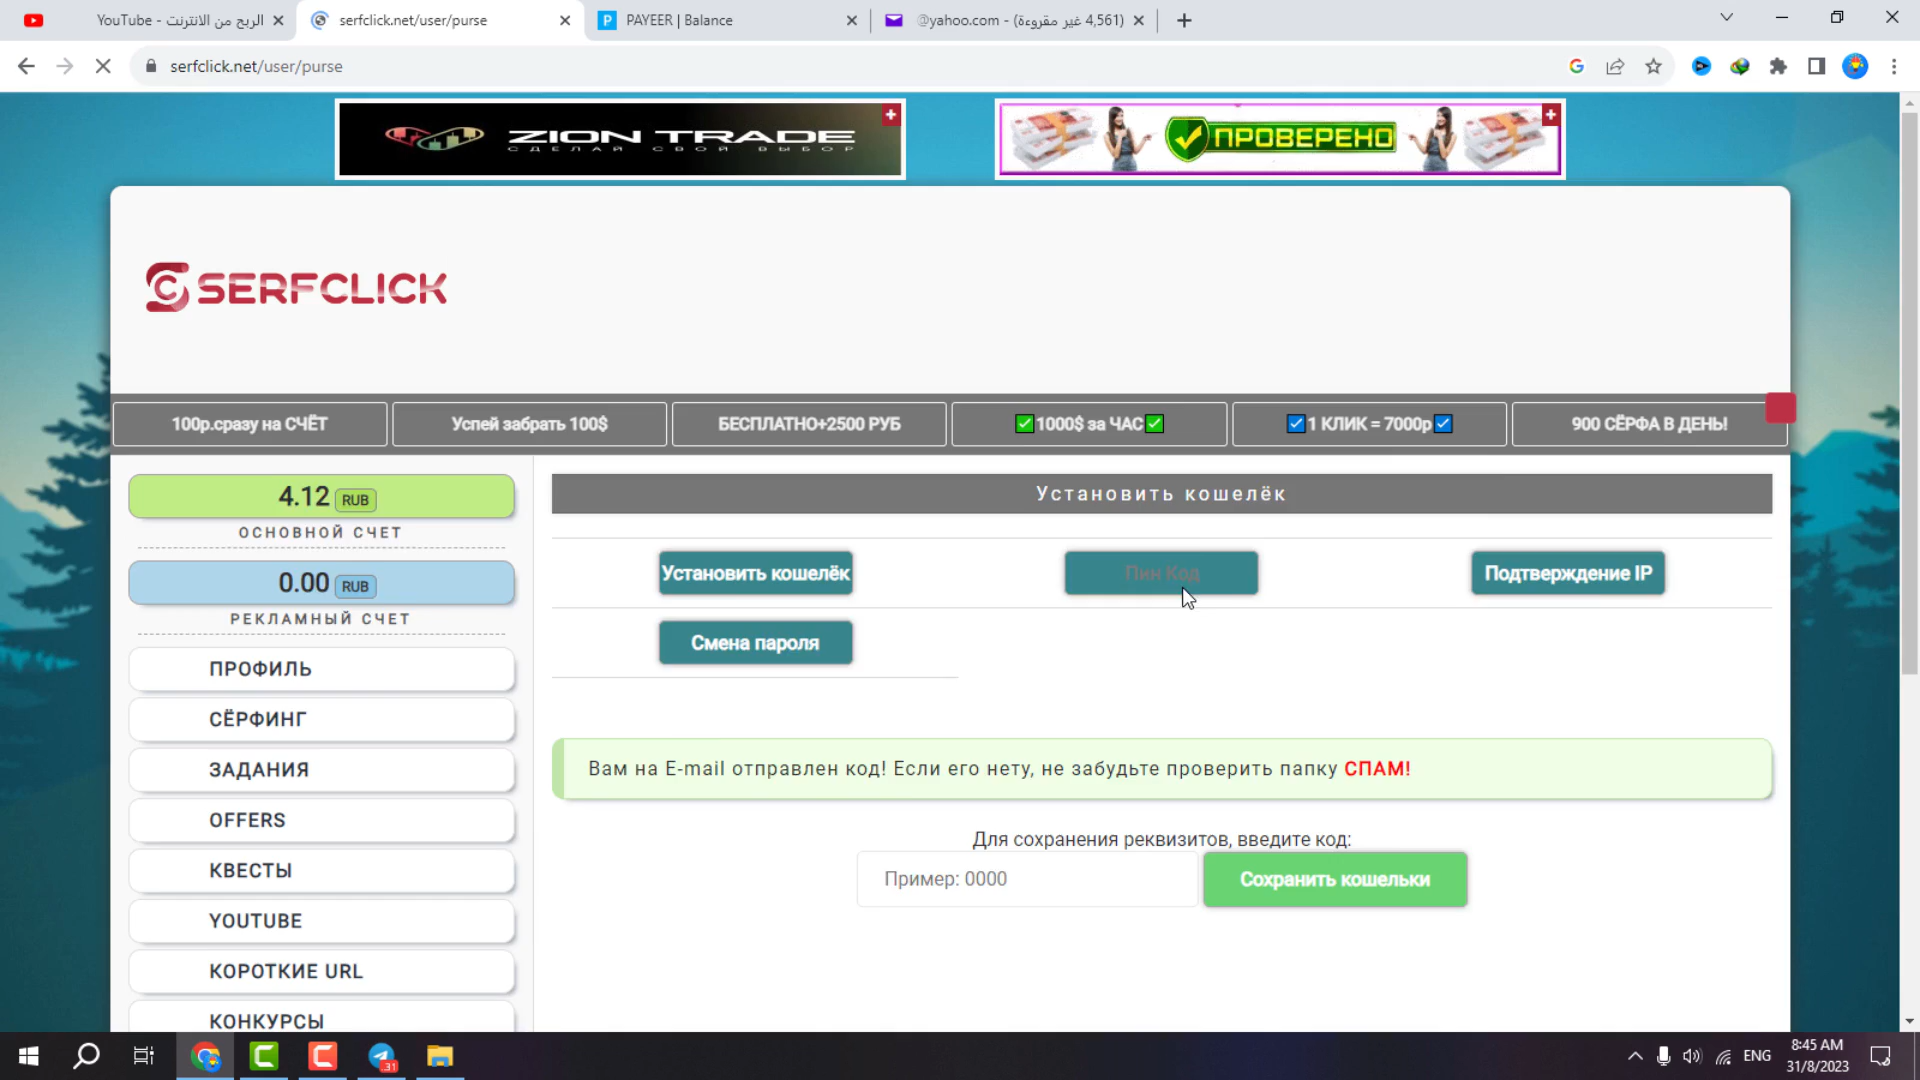 YouTube - الربح من الانترنت
serfclick.net/user/purse
PAYEER | Balance
@yahoo.com - (4,561 غير مقروءة)
serfclick.net/user/purse
ZION TRADE
СДЕЛАЙ СВОЙ ВЫБОР
ПРОВЕРЕНО
SERFCLICK
100р.сразу на СЧЁТ
Успей забрать 100$
БЕСПЛАТНО+2500 РУБ
✅1000$ за ЧАС✅
☑1 КЛИК = 7000р☑
900 СЁРФА В ДЕНЬ!
4.12 RUB
ОСНОВНОЙ СЧЕТ
0.00 RUB
РЕКЛАМНЫЙ СЧЕТ
ПРОФИЛЬ
СЁРФИНГ
ЗАДАНИЯ
OFFERS
КВЕСТЫ
YOUTUBE
КОРОТКИЕ URL
КОНКУРСЫ
Установить кошелёк
Установить кошелёк
Пин Код
Подтверждение IP
Смена пароля
Вам на E-mail отправлен код! Если его нету, не забудьте проверить папку СПАМ!
Для сохранения реквизитов, введите код:
Пример: 0000
Сохранить кошельки
31
ENG
8:45 AM
31/8/2023